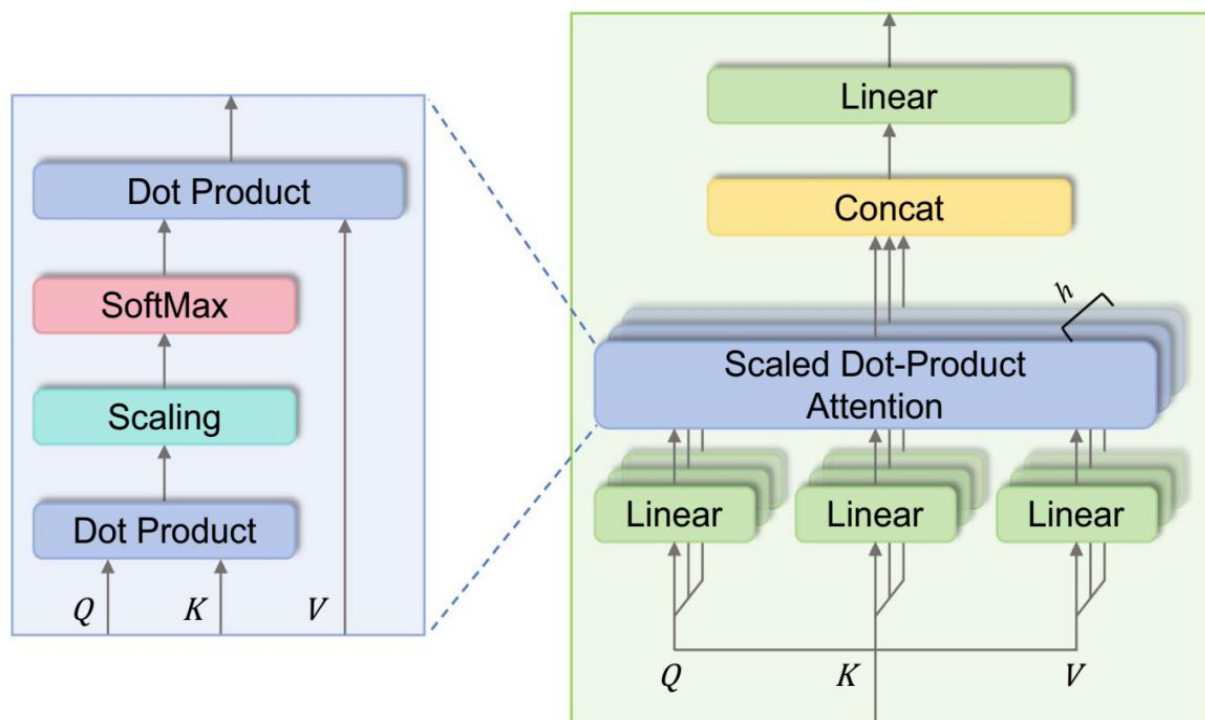 Dot Product
SoftMax
Scaling
Dot Product
Q K V
Linear
Concat
h
Scaled Dot-Product
Attention
Linear Linear Linear
Q K V